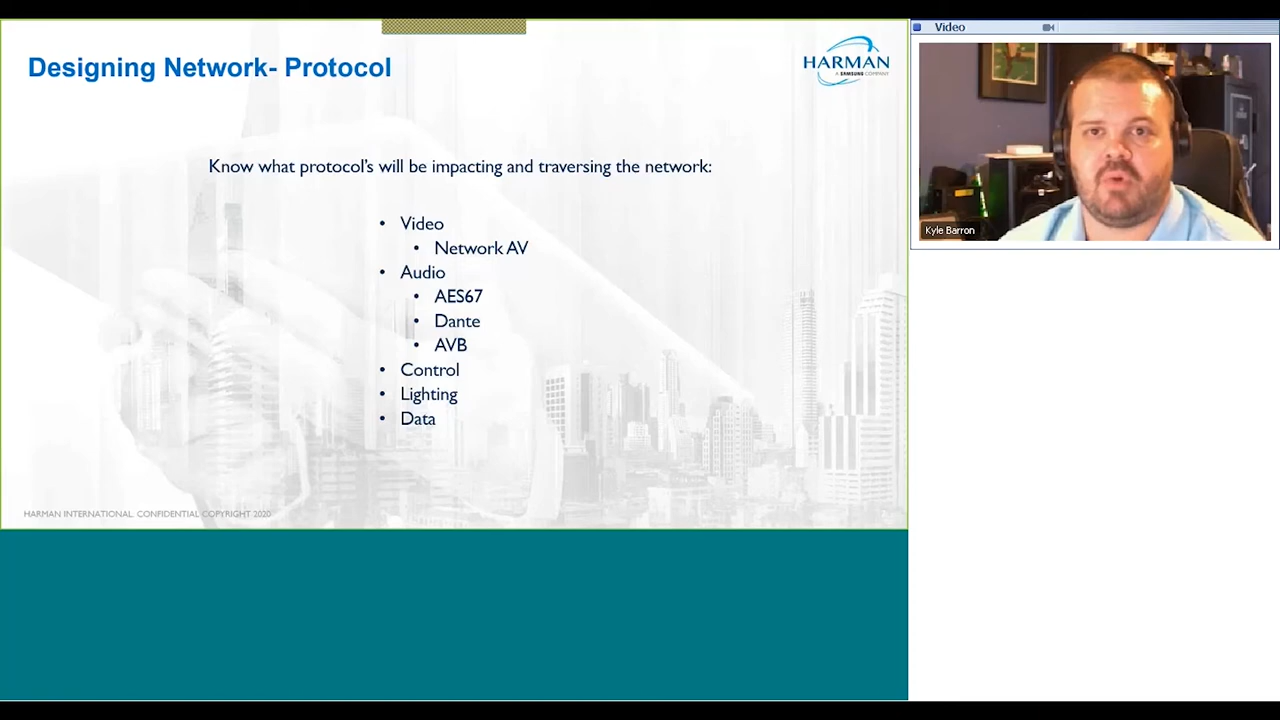 Designing Network- Protocol
HARMAN
A SAMSUNG COMPANY
Know what protocol's will be impacting and traversing the network:
• Video
• Network AV
• Audio
• AES67
• Dante
• AVB
• Control
• Lighting
• Data
HARMAN INTERNATIONAL. CONFIDENTIAL COPYRIGHT 2020
Video
Kyle Barron